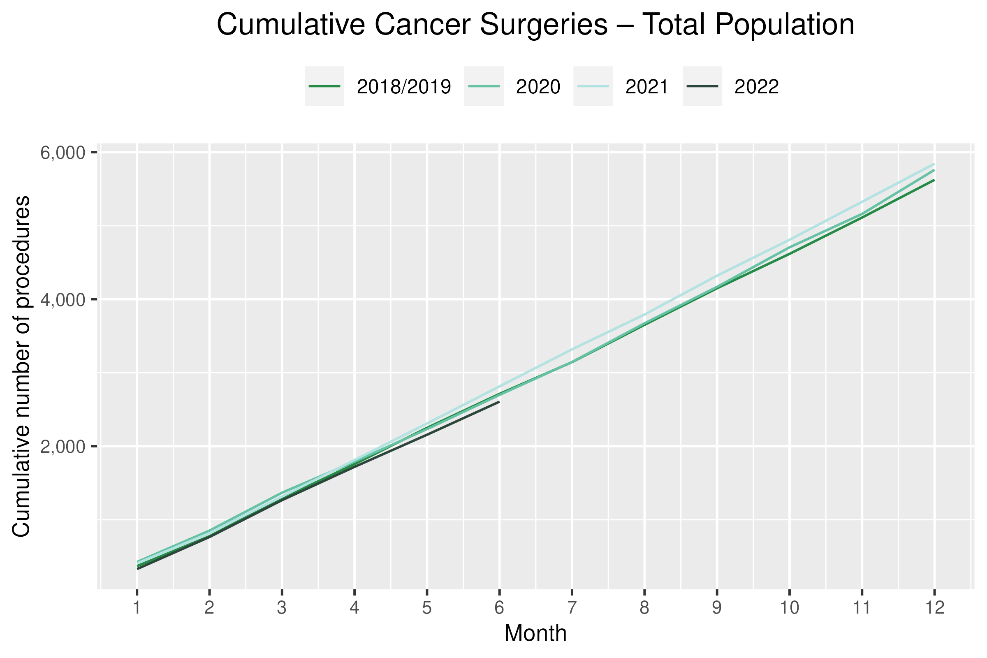 Cumulative Cancer Surgeries – Total Population
2018/2019 2020 2021 2022
Cumulative number of procedures
6,000
4,000
2,000
1 2 3 4 5 6 7 8 9 10 11 12
Month